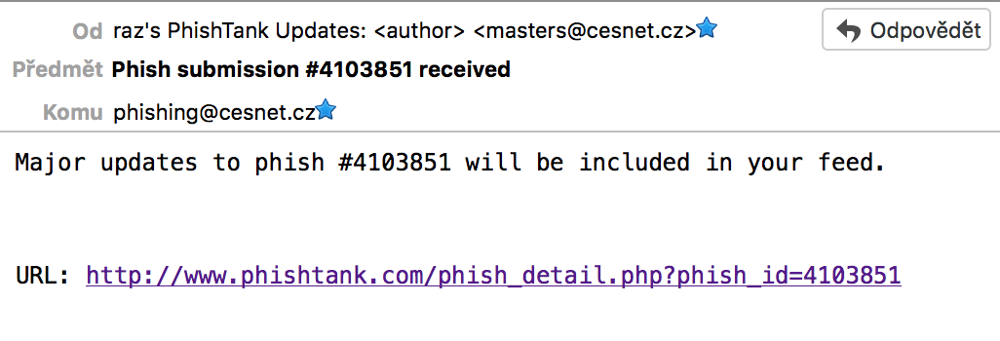 Od raz's PhishTank Updates: <author> <masters@cesnet.cz>
Odpovědět
Předmět Phish submission #4103851 received
Komu phishing@cesnet.cz
Major updates to phish #4103851 will be included in your feed.
URL: http://www.phishtank.com/phish_detail.php?phish_id=4103851